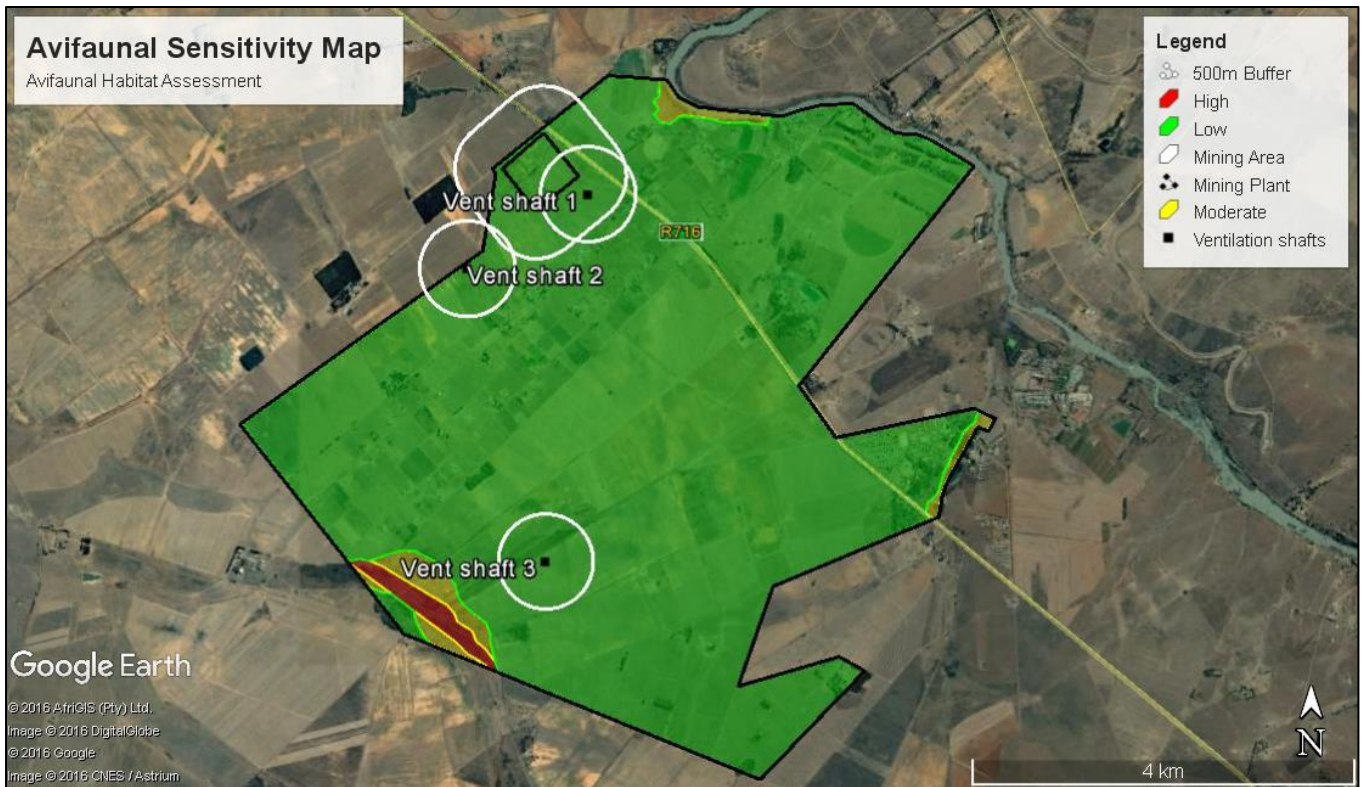 Avifaunal Sensitivity Map
Avifaunal Habitat Assessment
Legend
500m Buffer
High
Low
Mining Area
Mining Plant
Moderate
Ventilation shafts
Vent shaft 1
R716
Vent shaft 2
Vent shaft 3
Google Earth
© 2016 AfriGIS (Pty) Ltd.
Image © 2016 DigitalGlobe
© 2016 Google
Image © 2016 CNES / Astrium
N
4 km